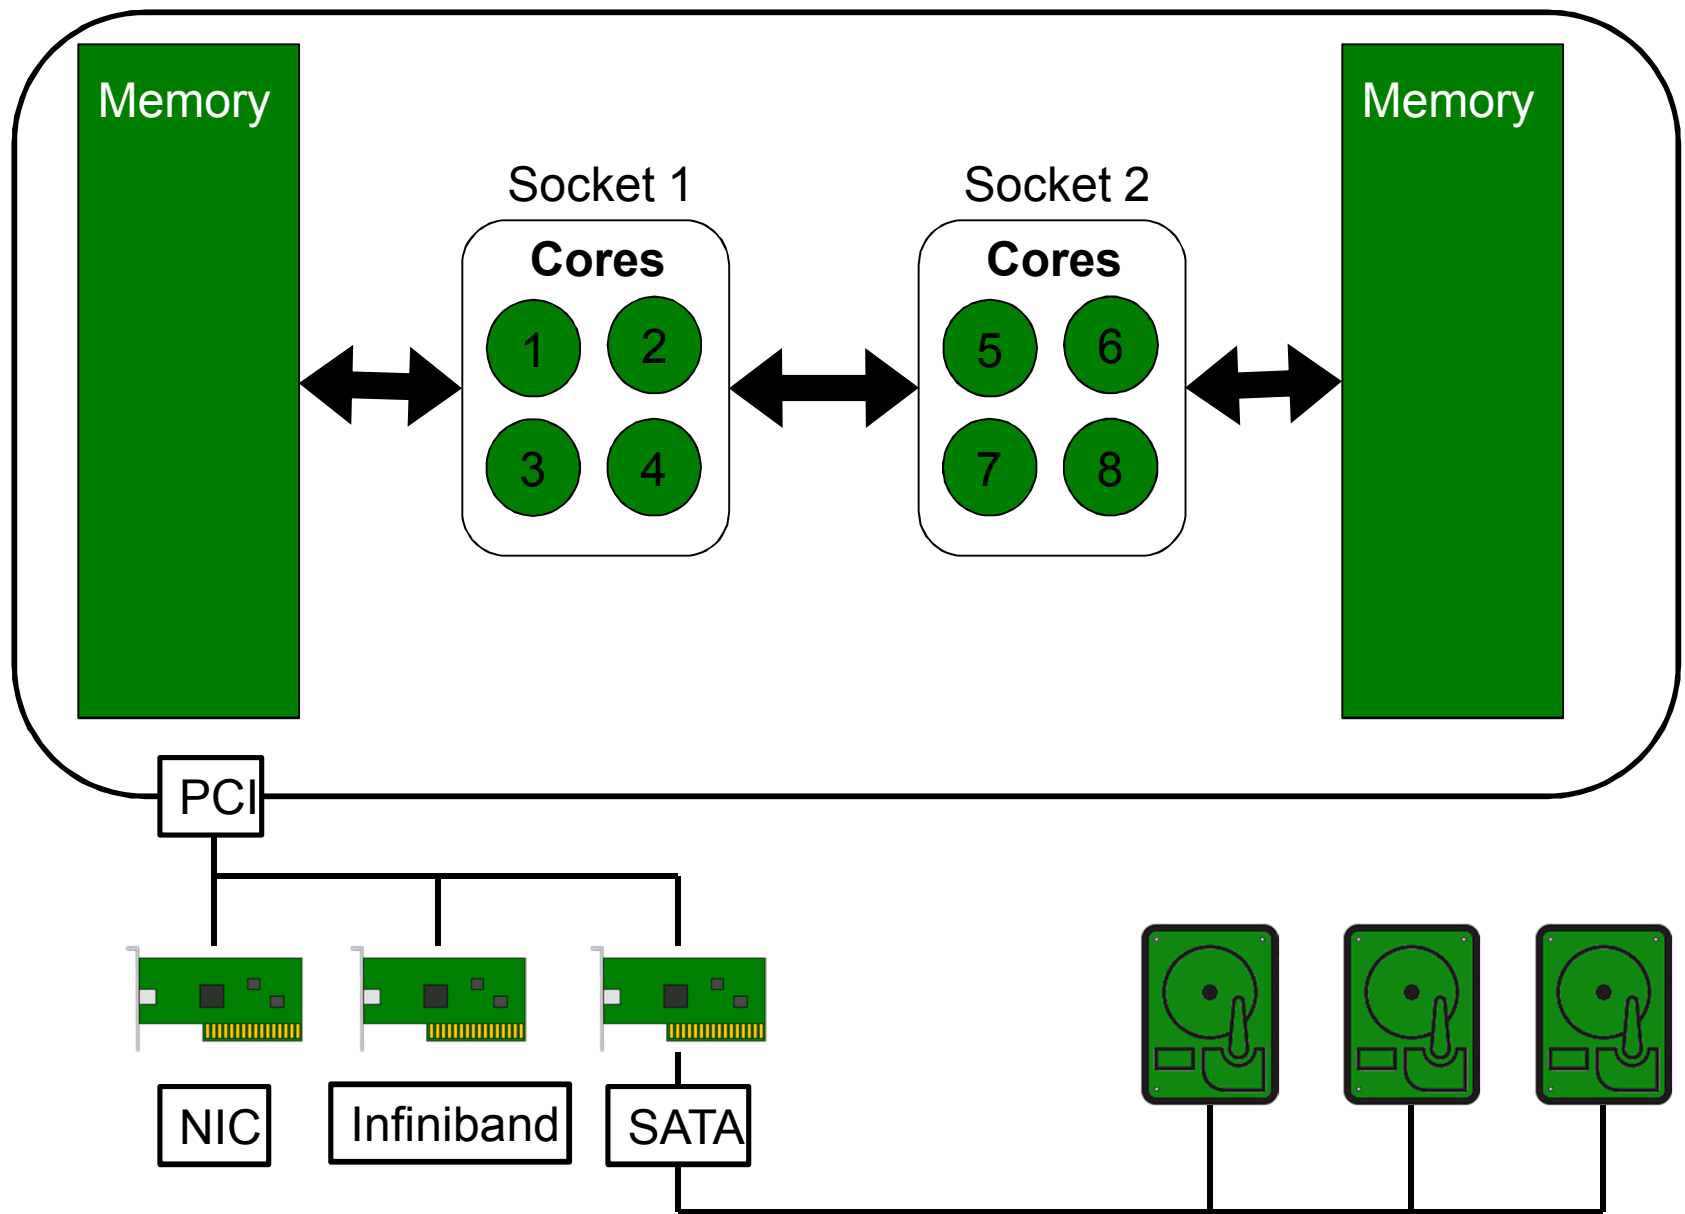 Memory
Memory
Socket 1
Socket 2
Cores
Cores
1 2
5 6
3 4
7 8
PCI
NIC
Infiniband
SATA